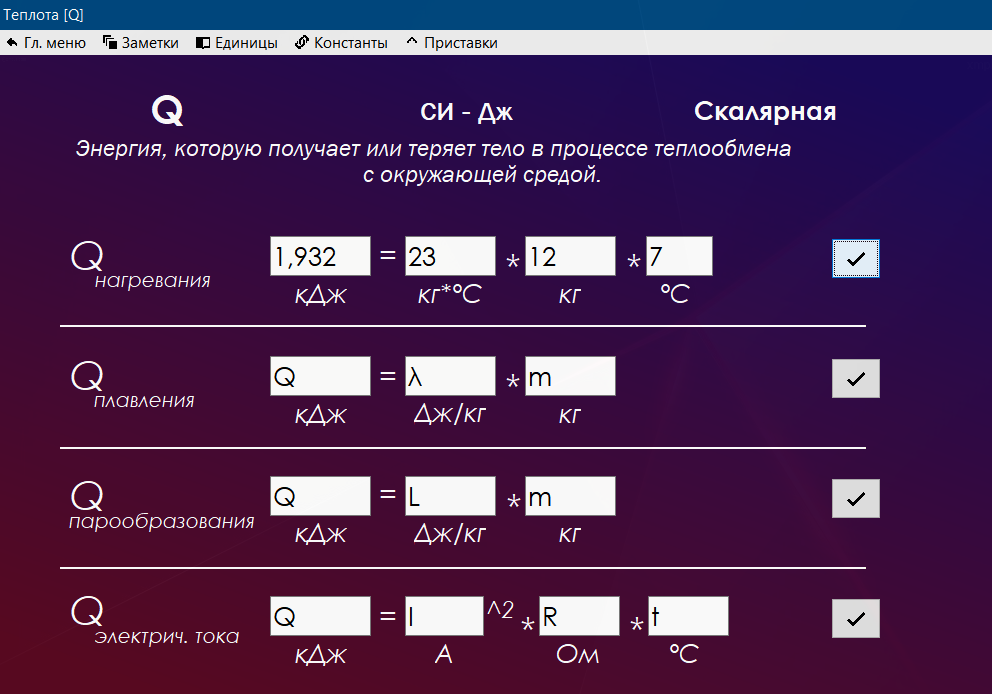 Теплота [Q]
Гл. меню Заметки Единицы Константы Приставки
Q СИ - Дж Скалярная
Энергия, которую получает или теряет тело в процессе теплообмена
с окружающей средой.
Q нагревания 1,932 = 23 * 12 * 7
кДж кг*°С кг °С
Q плавления Q = λ * m
кДж Дж/кг кг
Q парообразования Q = L * m
кДж Дж/кг кг
Q электрич. тока Q = I ^2 * R * t
кДж А Ом °С